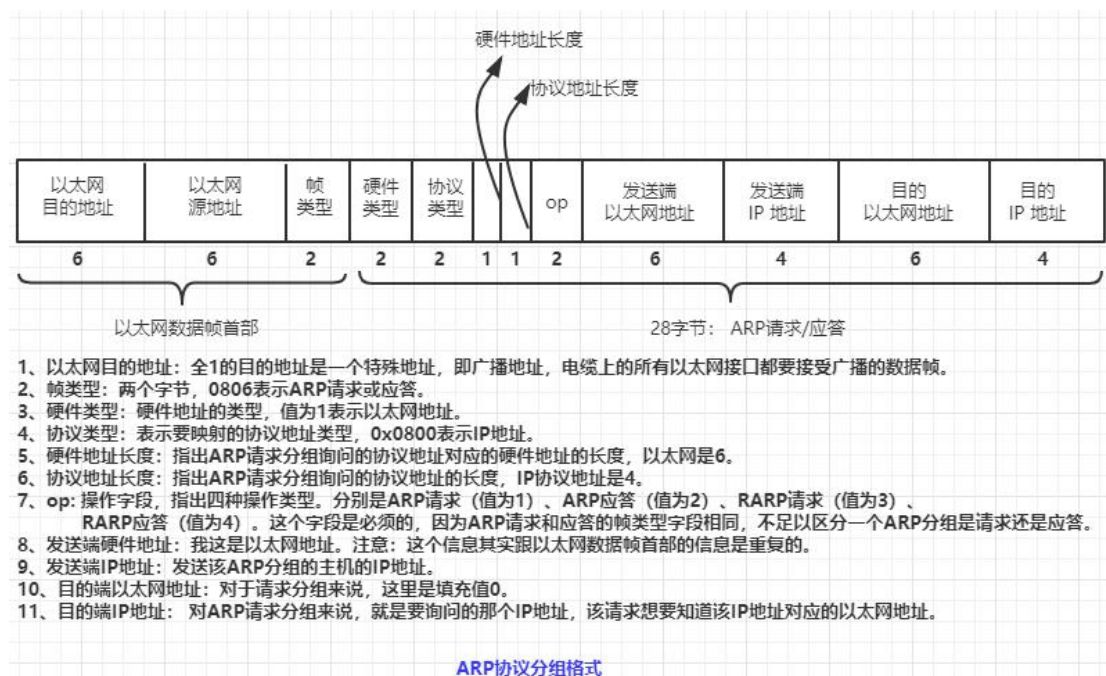 硬件地址长度
协议地址长度
以太网
目的地址
以太网
源地址
帧
类型
硬件
类型
协议
类型
op
发送端
以太网地址
发送端
IP 地址
目的
以太网地址
目的
IP 地址
6 6 2 2 2 1 1 2 6 4 6 4
以太网数据帧首部
28字节： ARP请求/应答
1、以太网目的地址：全1的目的地址是一个特殊地址，即广播地址，电缆上的所有以太网接口都要接受广播的数据帧。
2、帧类型：两个字节，0806表示ARP请求或应答。
3、硬件类型：硬件地址的类型，值为1表示以太网地址。
4、协议类型：表示要映射的协议地址类型，0x0800表示IP地址。
5、硬件地址长度：指出ARP请求分组询问的协议地址对应的硬件地址的长度，以太网是6。
6、协议地址长度：指出ARP请求分组询问的协议地址的长度，IP协议地址是4。
7、op: 操作字段，指出四种操作类型。分别是ARP请求（值为1）、ARP应答（值为2）、RARP请求（值为3）、
RARP应答（值为4）。这个字段是必须的，因为ARP请求和应答的帧类型字段相同，不足以区分一个ARP分组是请求还是应答。
8、发送端硬件地址：我这是以太网地址。注意：这个信息其实跟以太网数据帧首部的信息是重复的。
9、发送端IP地址：发送该ARP分组的主机的IP地址。
10、目的端以太网地址：对于请求分组来说，这里是填充值0。
11、目的端IP地址： 对ARP请求分组来说，就是要询问的那个IP地址，该请求想要知道该IP地址对应的以太网地址。
ARP协议分组格式